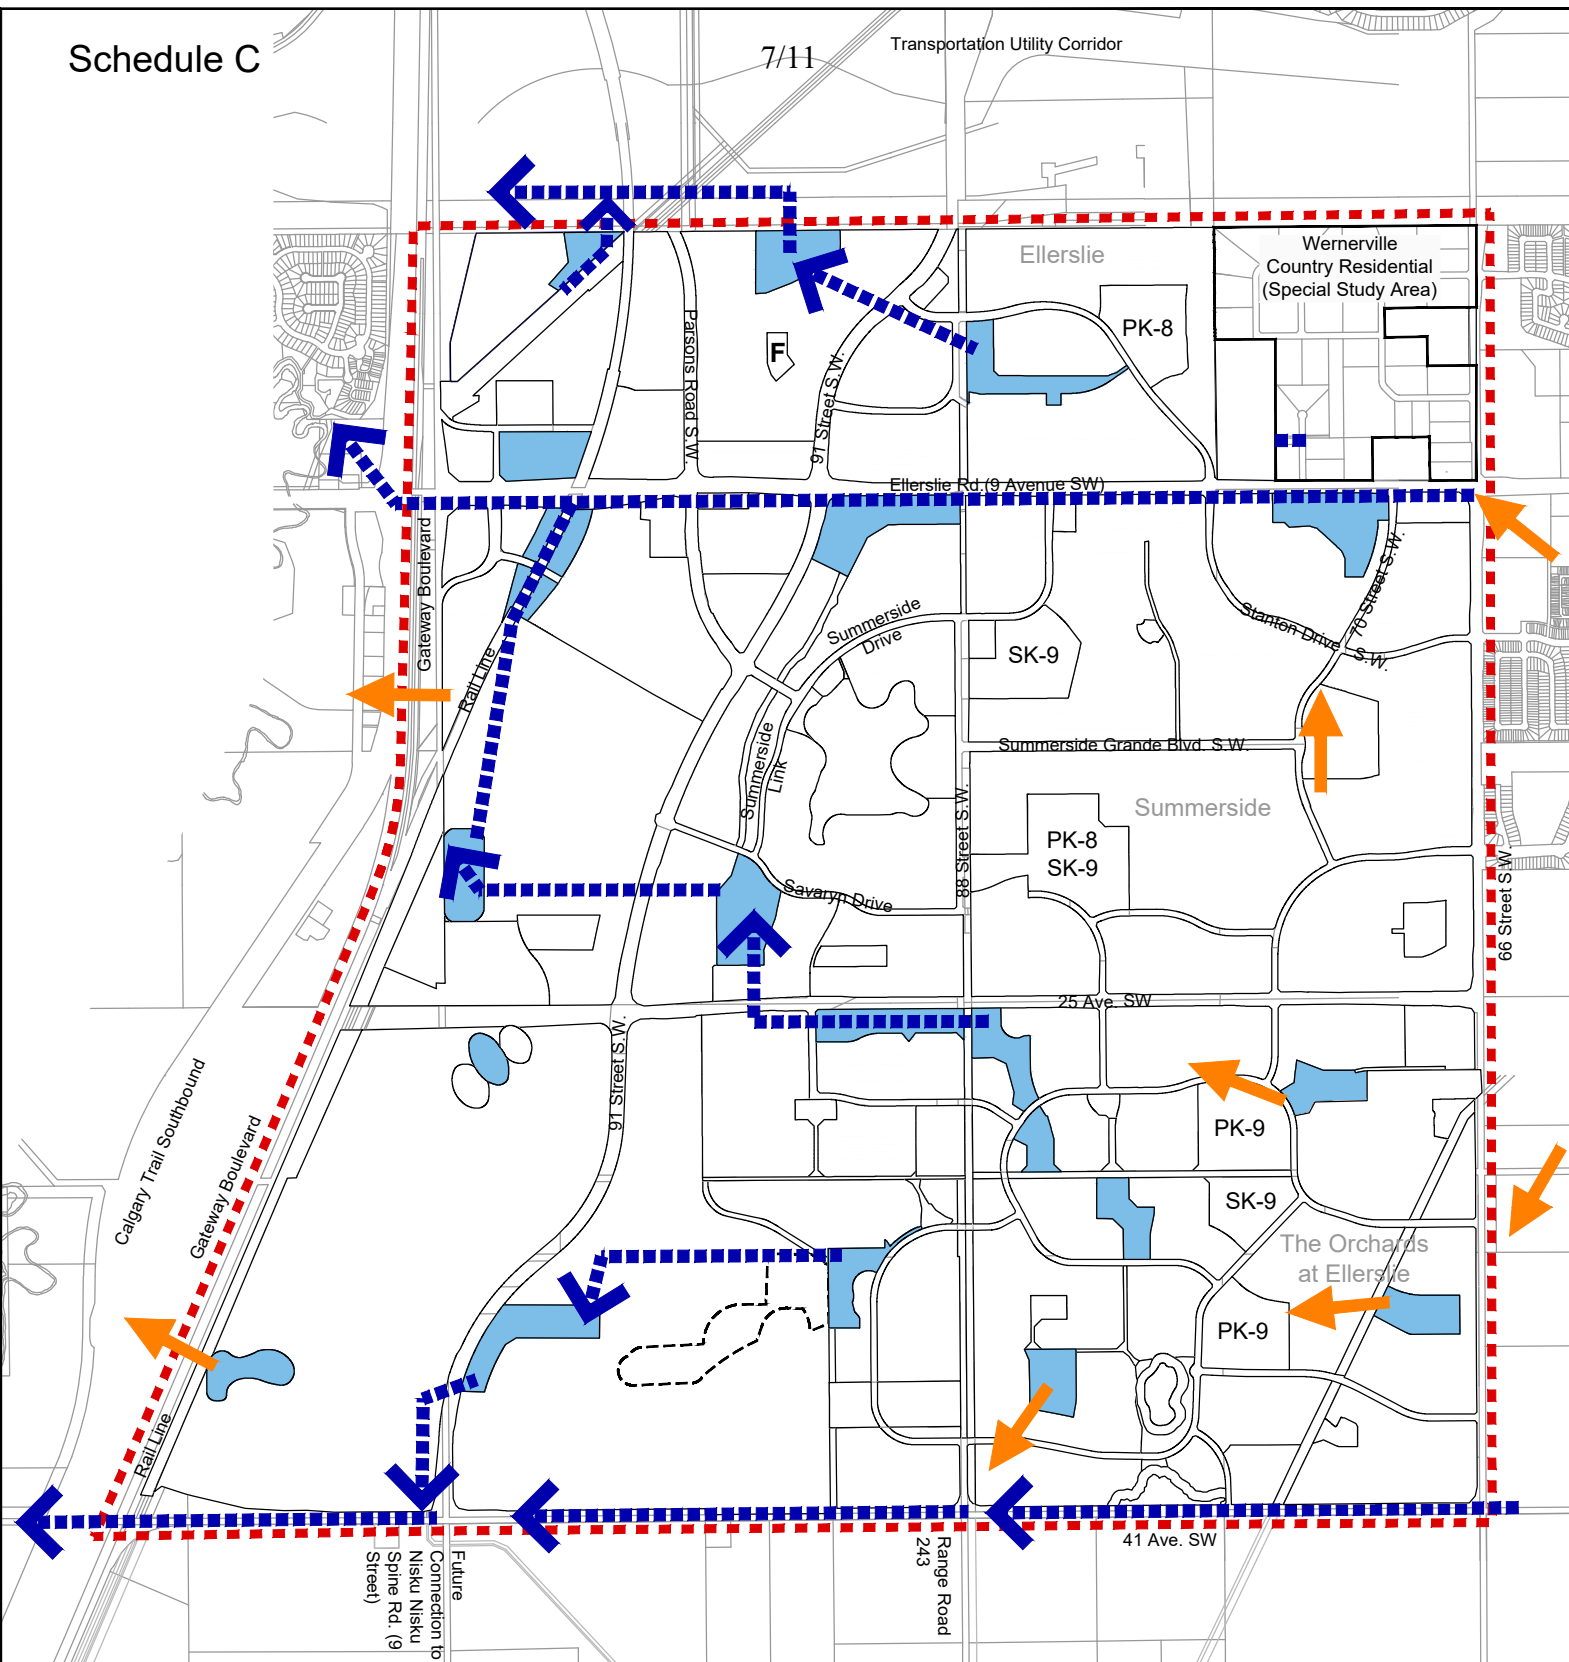 Schedule C
7/11
Transportation Utility Corridor
Ellerslie
Wernerville
Country Residential
(Special Study Area)
PK-8
F
Parsons Road S.W.
91 Street S.W.
Ellerslie Rd.(9 Avenue SW)
Gateway Boulevard
Rail Line
Summerside
Drive
SK-9
Stanton Drive S.W.
70 Street S.W.
Summerside
Link
Summerside Grande Blvd. S.W.
Summerside
88 Street S.W.
PK-8
SK-9
Savaryn Drive
66 Street S.W.
25 Ave. SW
91 Street S.W.
Calgary Trail Southbound
Gateway Boulevard
PK-9
SK-9
The Orchards
at Ellerslie
PK-9
Rail Line
41 Ave. SW
Range Road
243
Future
Connection to
Nisku Nisku
Spine Rd. (9
Street)